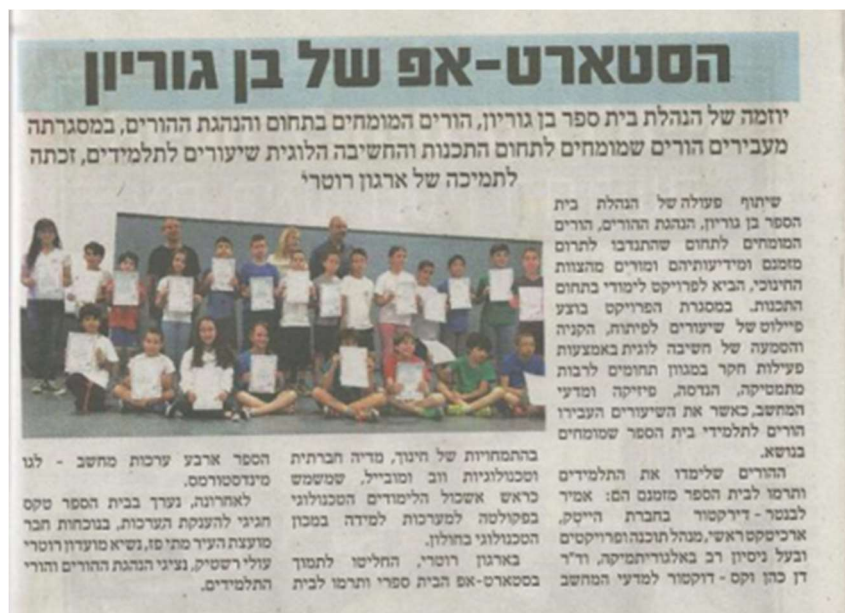 הסטארט-אפ של בן גוריון
יוזמה של הנהלת בית ספר בן גוריון, הורים המומחים בתחום והנהגת ההורים, במסגרתה
מעבירים הורים שמומחים לתחום התכנות והחשיבה הלוגית שיעורים לתלמידים, זכתה
לתמיכה של ארגון רוטרי
שיתוף פעולה של הנהלת בית
הספר בן גוריון, הנהגת ההורים, הורים
המומחים לתחום שהתנדבו לתרום
מזמנם ומידיעותיהם ומורים מהצוות
החינוכי, הביא לפרויקט לימודי בתחום
התכנות. במסגרת הפרויקט בוצע
פיילוט של שיעורים לפיתוח, הקניה
והטמעה של חשיבה לוגית באמצעות
פעילות חקר במגוון תחומים לרבות
מתמטיקה, הנדסה, פיזיקה ומדעי
המחשב, כאשר את השיעורים העבירו
הורים לתלמידי בית הספר שמומחים
בנושא.
ההורים שלימדו את התלמידים
ותרמו לבית הספר מזמנם הם: אמיר
לבנטר - דירקטור בחברת הייטק,
ארכיטקט ראשי, מנהל תוכנה ופרויקטים
ובעל ניסיון רב באלגוריתמיקה, וד"ר
דן כהן וקס - דוקטור למדעי המחשב
בהתמחויות של חינוך, מדיה חברתית
וטכנולוגיות ווב ומובייל, שמשמש
כראש אשכול הלימודים הטכנולוגי
בפקולטה למערכות למידה במכון
הטכנולוגי בחולון.
בארגון רוטרי, החליטו לתמוך
בסטארט-אפ הבית ספרי ותרמו לבית
הספר ארבע ערכות מחשב - לגו
מינדסטורמס.
לאחרונה, נערך בבית הספר טקס
חגיגי להענקת הערכות, בנוכחות חבר
מועצת העיר מתי פז, נשיא מועדון רוטרי
עולי רשטיק, נציגי הנהגת ההורים והורי
התלמידים.